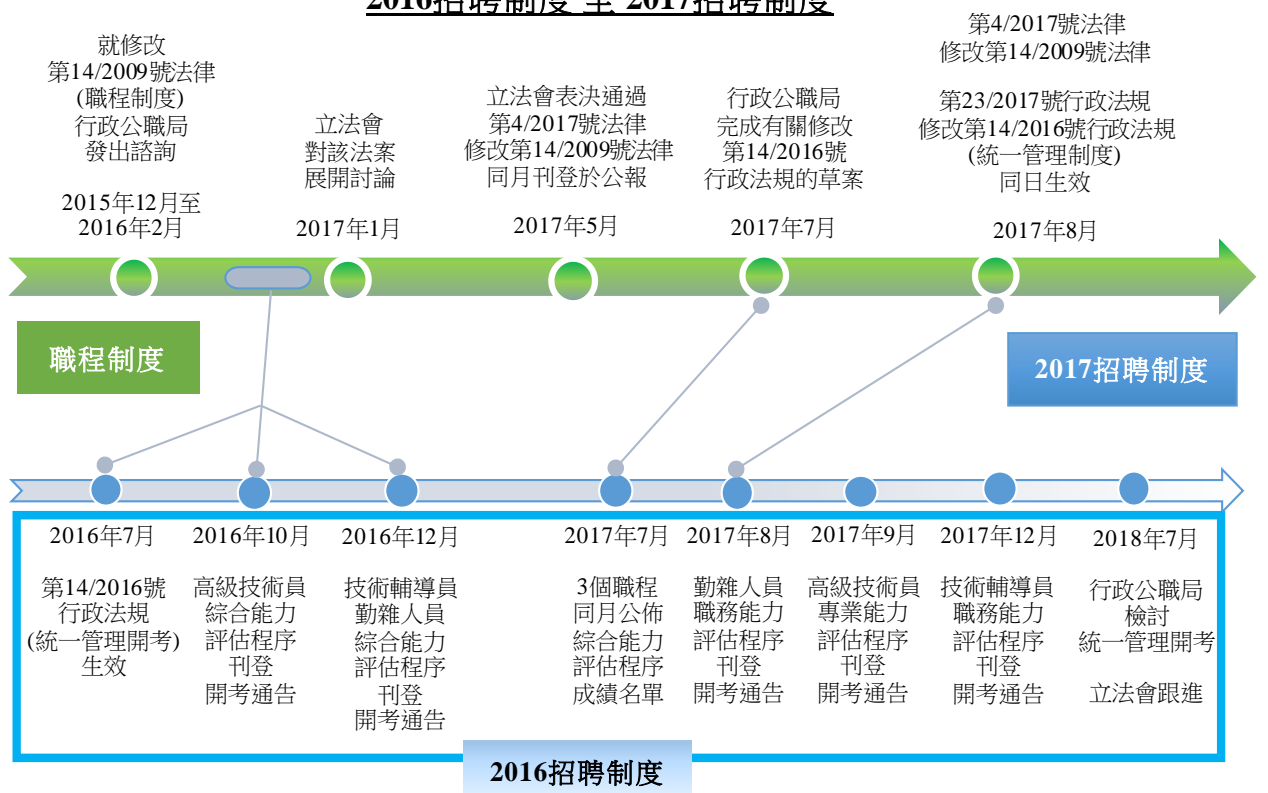 2016招聘制度 至 2017招聘制度
就修改
第14/2009號法律
(職程制度)
行政公職局
發出諮詢
2015年12月至
2016年2月
立法會
對該法案
展開討論
2017年1月
立法會表決通過
第4/2017號法律
修改第14/2009號法律
同月刊登於公報
2017年5月
行政公職局
完成有關修改
第14/2016號
行政法規的草案
2017年7月
第4/2017號法律
修改第14/2009號法律
第23/2017號行政法規
修改第14/2016號行政法規
(統一管理制度)
同日生效
2017年8月
職程制度
2017招聘制度
2016年7月
第14/2016號
行政法規
(統一管理開考)
生效
2016年10月
高級技術員
綜合能力
評估程序
刊登
開考通告
2016年12月
技術輔導員
勤雜人員
綜合能力
評估程序
刊登
開考通告
2017年7月
3個職程
同月公佈
綜合能力
評估程序
成績名單
2017年8月
勤雜人員
職務能力
評估程序
刊登
開考通告
2017年9月
高級技術員
專業能力
評估程序
刊登
開考通告
2017年12月
技術輔導員
職務能力
評估程序
刊登
開考通告
2018年7月
行政公職局
檢討
統一管理開考
立法會跟進
2016招聘制度